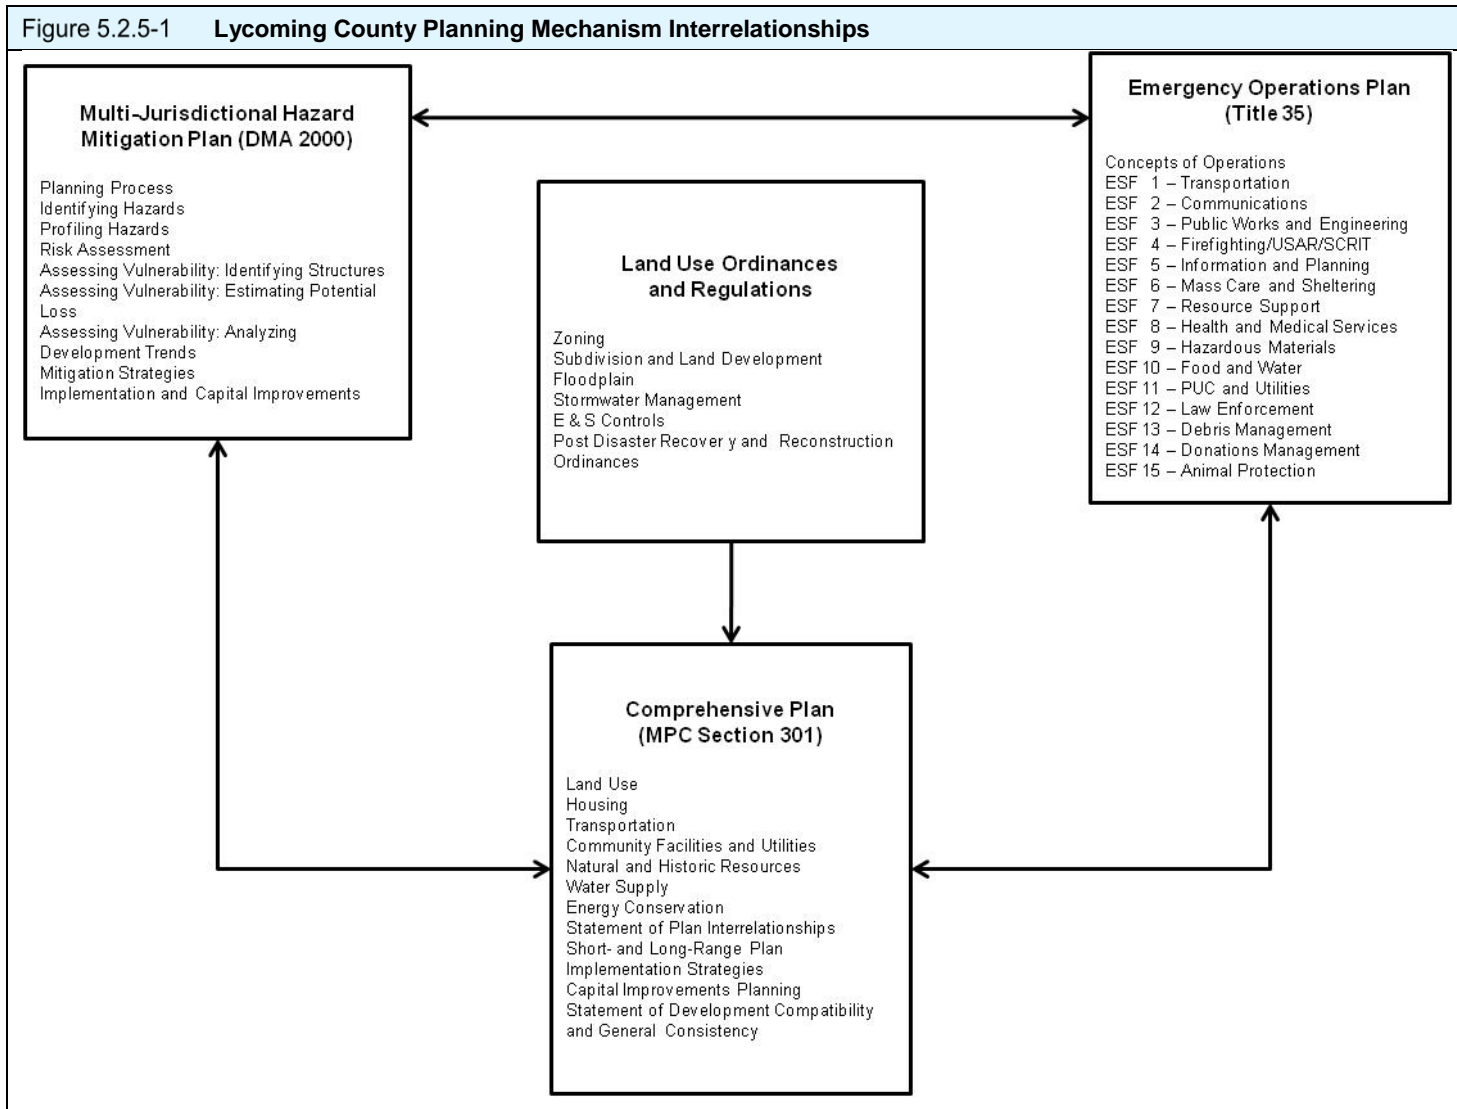 Figure 5.2.5-1 Lycoming County Planning Mechanism Interrelationships
Multi-Jurisdictional Hazard
Mitigation Plan (DMA 2000)
Planning Process
Identifying Hazards
Profiling Hazards
Risk Assessment
Assessing Vulnerability: Identifying Structures
Assessing Vulnerability: Estimating Potential
Loss
Assessing Vulnerability: Analyzing
Development Trends
Mitigation Strategies
Implementation and Capital Improvements
Land Use Ordinances
and Regulations
Zoning
Subdivision and Land Development
Floodplain
Stormwater Management
E & S Controls
Post Disaster Recover y and Reconstruction
Ordinances
Emergency Operations Plan
(Title 35)
Concepts of Operations
ESF 1 – Transportation
ESF 2 – Communications
ESF 3 – Public Works and Engineering
ESF 4 – Firefighting/USAR/SCRIT
ESF 5 – Information and Planning
ESF 6 – Mass Care and Sheltering
ESF 7 – Resource Support
ESF 8 – Health and Medical Services
ESF 9 – Hazardous Materials
ESF 10 – Food and Water
ESF 11 – PUC and Utilities
ESF 12 – Law Enforcement
ESF 13 – Debris Management
ESF 14 – Donations Management
ESF 15 – Animal Protection
Comprehensive Plan
(MPC Section 301)
Land Use
Housing
Transportation
Community Facilities and Utilities
Natural and Historic Resources
Water Supply
Energy Conservation
Statement of Plan Interrelationships
Short- and Long-Range Plan
Implementation Strategies
Capital Improvements Planning
Statement of Development Compatibility
and General Consistency